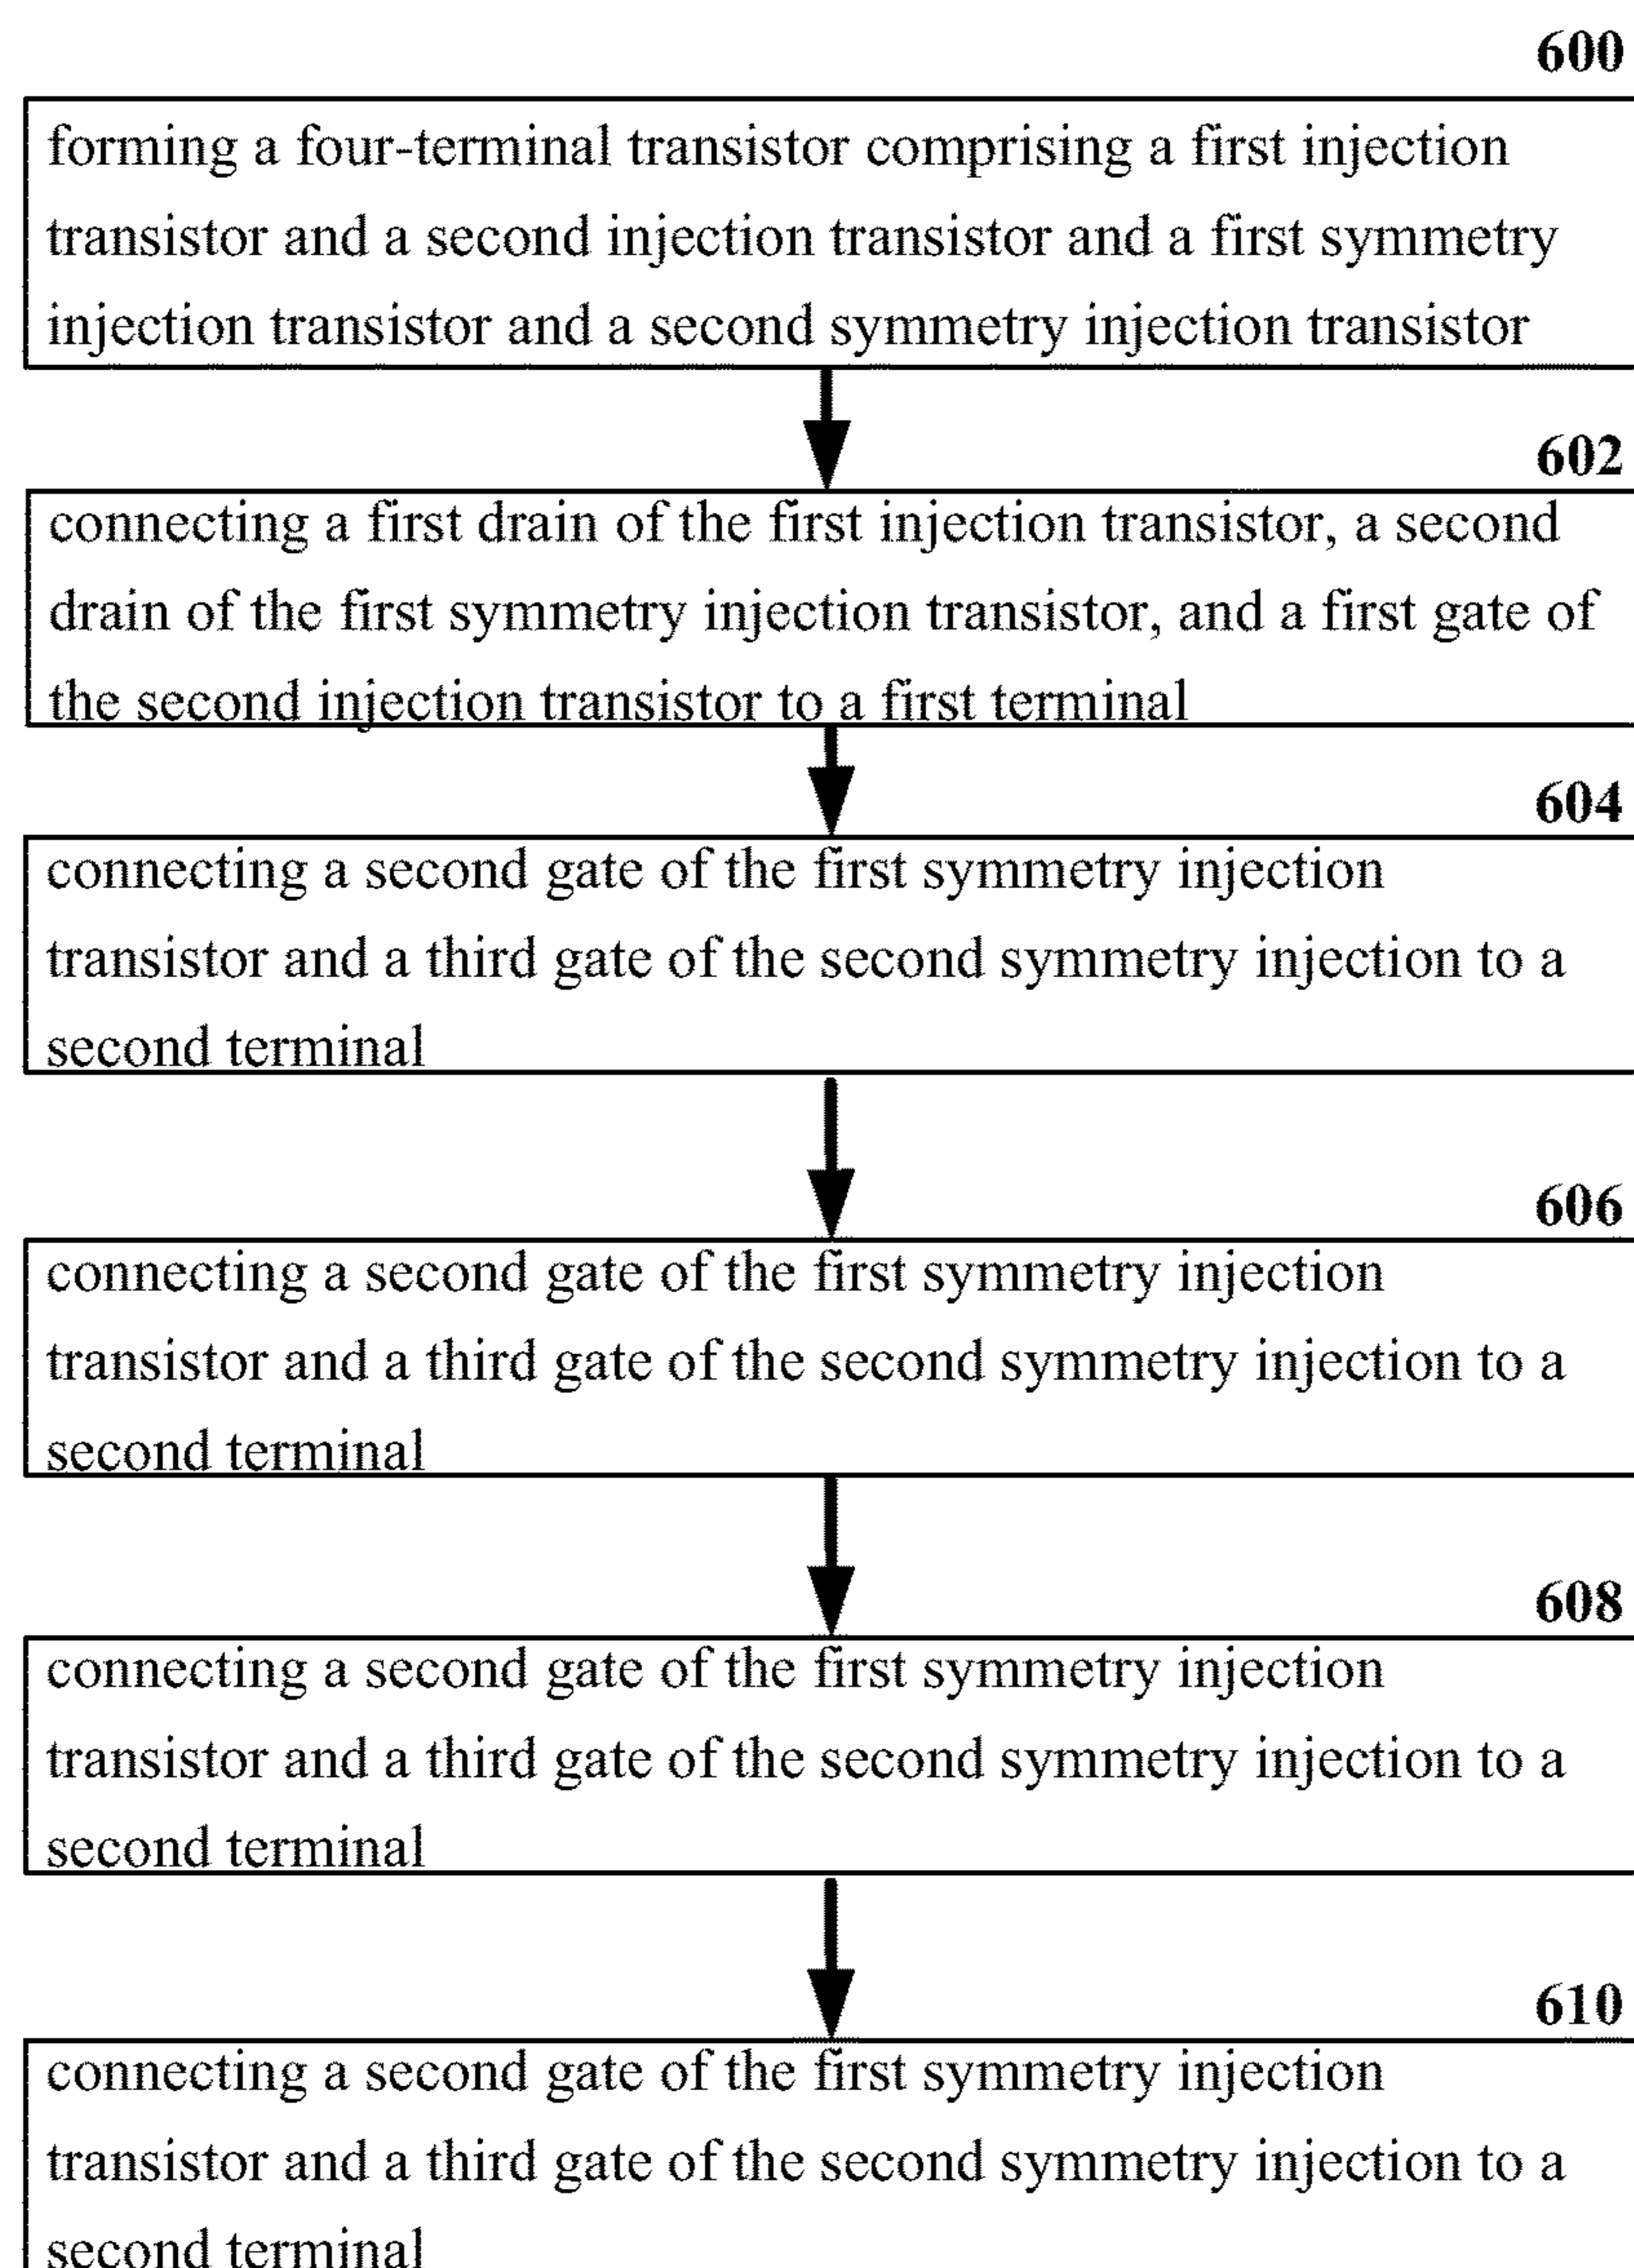 600
forming a four-terminal transistor comprising a first injection
transistor and a second injection transistor and a first symmetry
injection transistor and a second symmetry injection transistor
602
connecting a first drain of the first injection transistor, a second
drain of the first symmetry injection transistor, and a first gate of
the second injection transistor to a first terminal
604
connecting a second gate of the first symmetry injection
transistor and a third gate of the second symmetry injection to a
second terminal
606
connecting a second gate of the first symmetry injection
transistor and a third gate of the second symmetry injection to a
second terminal
608
connecting a second gate of the first symmetry injection
transistor and a third gate of the second symmetry injection to a
second terminal
610
connecting a second gate of the first symmetry injection
transistor and a third gate of the second symmetry injection to a
second terminal